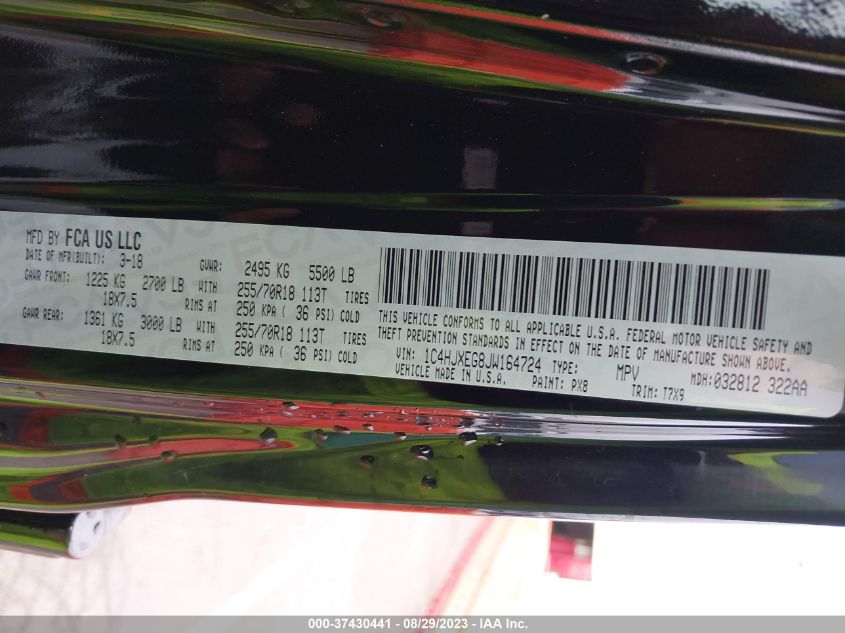 MFD BY FCA US LLC
DATE OF MFR(BUILT): 3-18 GVWR: 2495 KG 5500 LB
GAWR FRONT: 1225 KG 2700 LB WITH 255/70R18 113T TIRES
18X7.5 RIMS AT 250 KPA ( 36 PSI) COLD
GAWR REAR: 1361 KG 3000 LB WITH 255/70R18 113T TIRES
18X7.5 RIMS AT 250 KPA ( 36 PSI) COLD
THIS VEHICLE CONFORMS TO ALL APPLICABLE U.S.A. FEDERAL MOTOR VEHICLE SAFETY AND
THEFT PREVENTION STANDARDS IN EFFECT ON THE DATE OF MANUFACTURE SHOWN ABOVE.
VIN: 1C4HJXEG8JW164724 TYPE: MPV MDH:032812 322AA
VEHICLE MADE IN U.S.A. PAINT: PX8 TRIM: T7X9
000-37430441 - 08/29/2023 - IAAI.COM